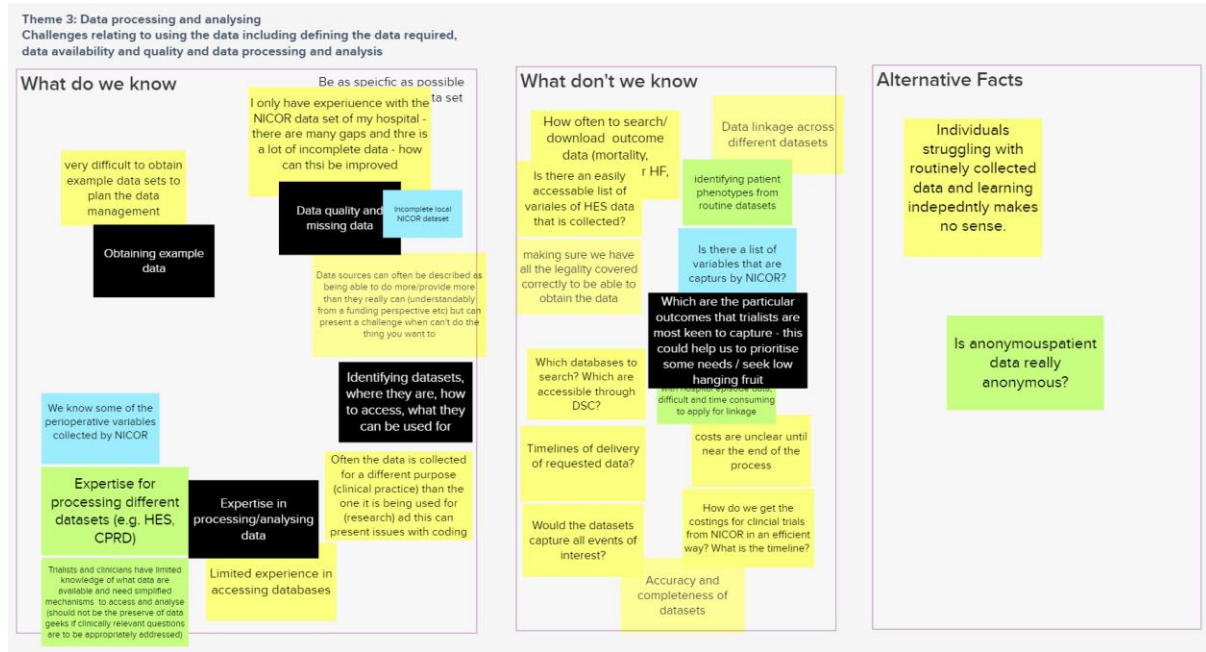 Theme 3: Data processing and analysing
Challenges relating to using the data including defining the data required,
data availability and quality and data processing and analysis
What do we know
Be as speicfic as possible
ta set
I only have experiuence with the
NICOR data set of my hospital -
there are many gaps and thre is
a lot of incomplete data - how
can thsi be improved
very difficult to obtain
example data sets to
plan the data
management
Obtaining example
data
Data quality and
missing data
Incomplete local
NICOR dataset
Data sources can often be described as
being able to do more/provide more
than they really can (understandably
from a funding perspective etc) but can
present a challenge when can't do the
thing you want to
Identifying datasets,
where they are, how
to access, what they
can be used for
We know some of the
perioperative variables
collected by NICOR
Expertise for
processing different
datasets (e.g. HES,
CPRD)
Expertise in
processing/analysing
data
Often the data is collected
for a different purpose
(clinical practice) than the
one it is being used for
(research) ad this can
present issues with coding
Trialists and clinicians have limited
knowledge of what data are
available and need simplified
mechanisms to access and analyse
(should not be the preserve of data
geeks if clinically relevant questions
are to be appropriately addressed)
Limited experience in
accessing databases
What don't we know
How often to search/
download outcome
data (mortality,
r HF,
Data linkage across
different datasets
Is there an easily
accessable list of
variales of HES data
that is collected?
identifying patient
phenotypes from
routine datasets
making sure we have
all the legality covered
correctly to be able to
obtain the data
Is there a list of
variables that are
capturs by NICOR?
Which are the particular
outcomes that trialists are
most keen to capture - this
could help us to prioritise
some needs / seek low
hanging fruit
Which databases to
search? Which are
accessible through
DSC?
with hospital episode data,
difficult and time consuming
to apply for linkage
costs are unclear until
near the end of the
process
Timelines of delivery
of requested data?
Would the datasets
capture all events of
interest?
How do we get the
costings for clincial trials
from NICOR in an efficient
way? What is the timeline?
Accuracy and
completeness of
datasets
Alternative Facts
Individuals
struggling with
routinely collected
data and learning
indepedntly makes
no sense.
Is anonymouspatient
data really
anonymous?